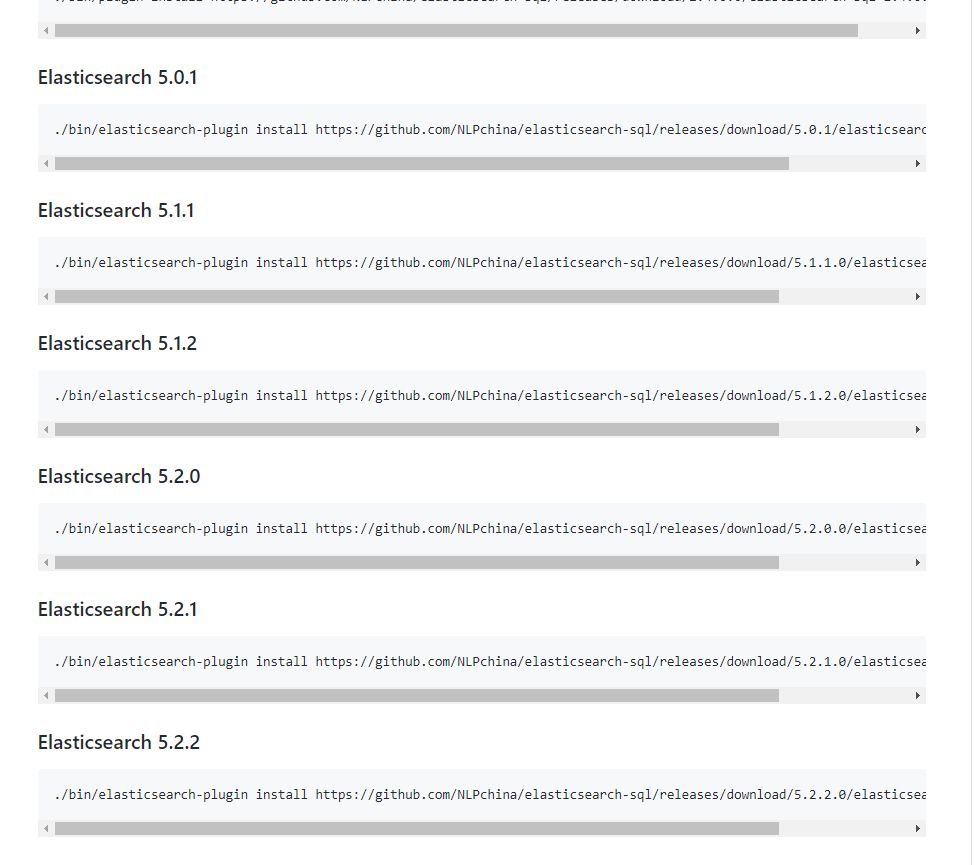 Elasticsearch 5.0.1
./bin/elasticsearch-plugin install https://github.com/NLPchina/elasticsearch-sql/releases/download/5.0.1/elasticsearc
Elasticsearch 5.1.1
./bin/elasticsearch-plugin install https://github.com/NLPchina/elasticsearch-sql/releases/download/5.1.1.0/elasticsea
Elasticsearch 5.1.2
./bin/elasticsearch-plugin install https://github.com/NLPchina/elasticsearch-sql/releases/download/5.1.2.0/elasticsea
Elasticsearch 5.2.0
./bin/elasticsearch-plugin install https://github.com/NLPchina/elasticsearch-sql/releases/download/5.2.0.0/elasticsea
Elasticsearch 5.2.1
./bin/elasticsearch-plugin install https://github.com/NLPchina/elasticsearch-sql/releases/download/5.2.1.0/elasticsea
Elasticsearch 5.2.2
./bin/elasticsearch-plugin install https://github.com/NLPchina/elasticsearch-sql/releases/download/5.2.2.0/elasticsea